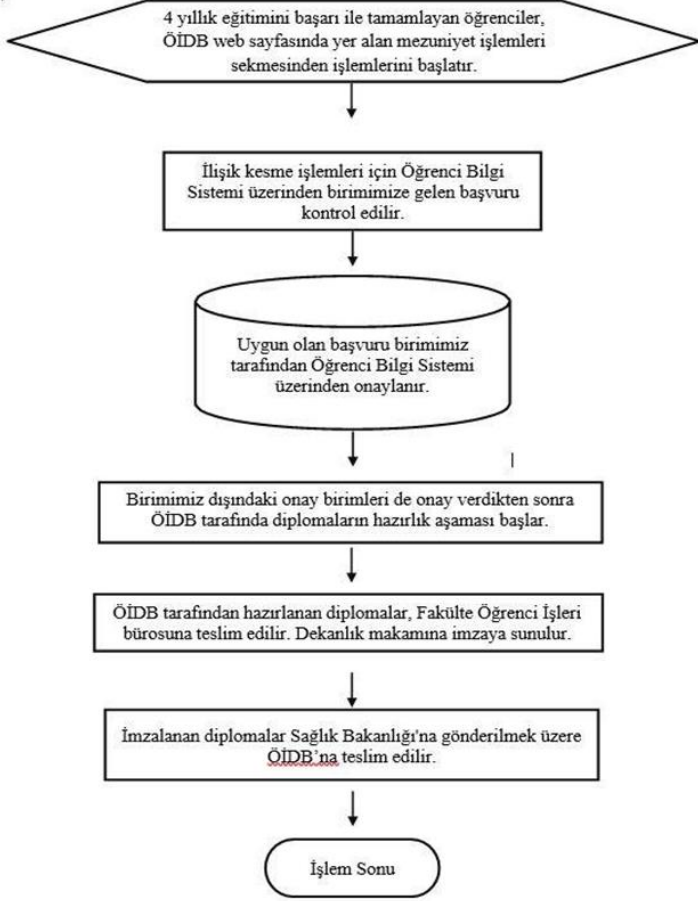 4 yıllık eğitimini başarı ile tamamlayan öğrenciler,
ÖİDB web sayfasında yer alan mezuniyet işlemleri
sekmesinden işlemlerini başlatır.
İlişik kesme işlemleri için Öğrenci Bilgi
Sistemi üzerinden birimimize gelen başvuru
kontrol edilir.
Uygun olan başvuru birimimiz
tarafından Öğrenci Bilgi Sistemi
üzerinden onaylanır.
Birimimiz dışındaki onay birimleri de onay verdikten sonra
ÖİDB tarafında diplomaların hazırlık aşaması başlar.
ÖİDB tarafından hazırlanan diplomalar, Fakülte Öğrenci İşleri
bürosuna teslim edilir. Dekanlık makamına imzaya sunulur.
İmzalanan diplomalar Sağlık Bakanlığı'na gönderilmek üzere
ÖİDB’na teslim edilir.
İşlem Sonu